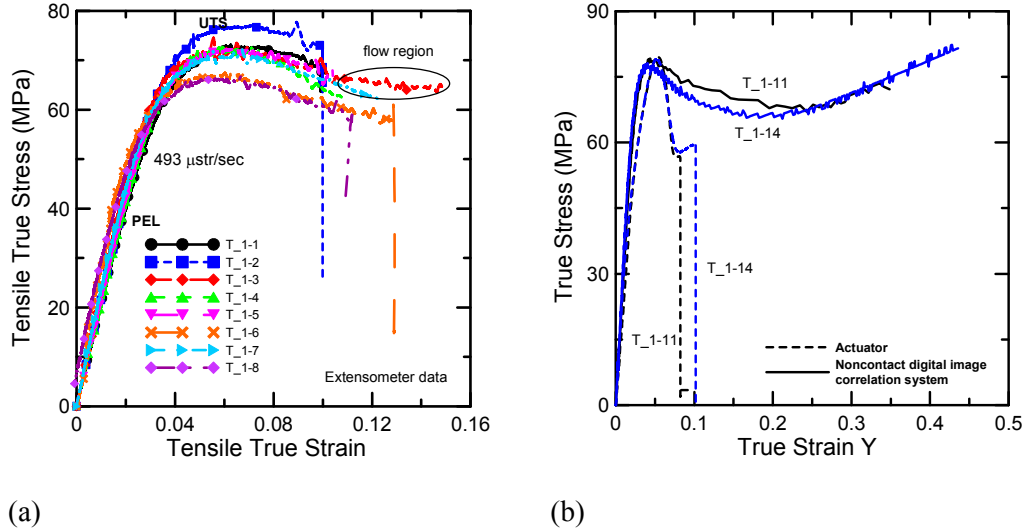 80
UTS
flow region
60
493 μstr/sec
40
PEL
T_1-1
T_1-2
T_1-3
T_1-4
20
T_1-5
T_1-6
T_1-7
T_1-8
Extensometer data
0
0.00
0.04
0.08
0.12
0.16
Tensile True Strain
Tensile True Stress (MPa)
(a)
90
T_1-11
T_1-14
60
30
T_1-14
T_1-11
Actuator
Noncontact digital image
correlation system
0
0
0.1
0.2
0.3
0.4
0.5
True Strain Y
True Stress (MPa)
(b)